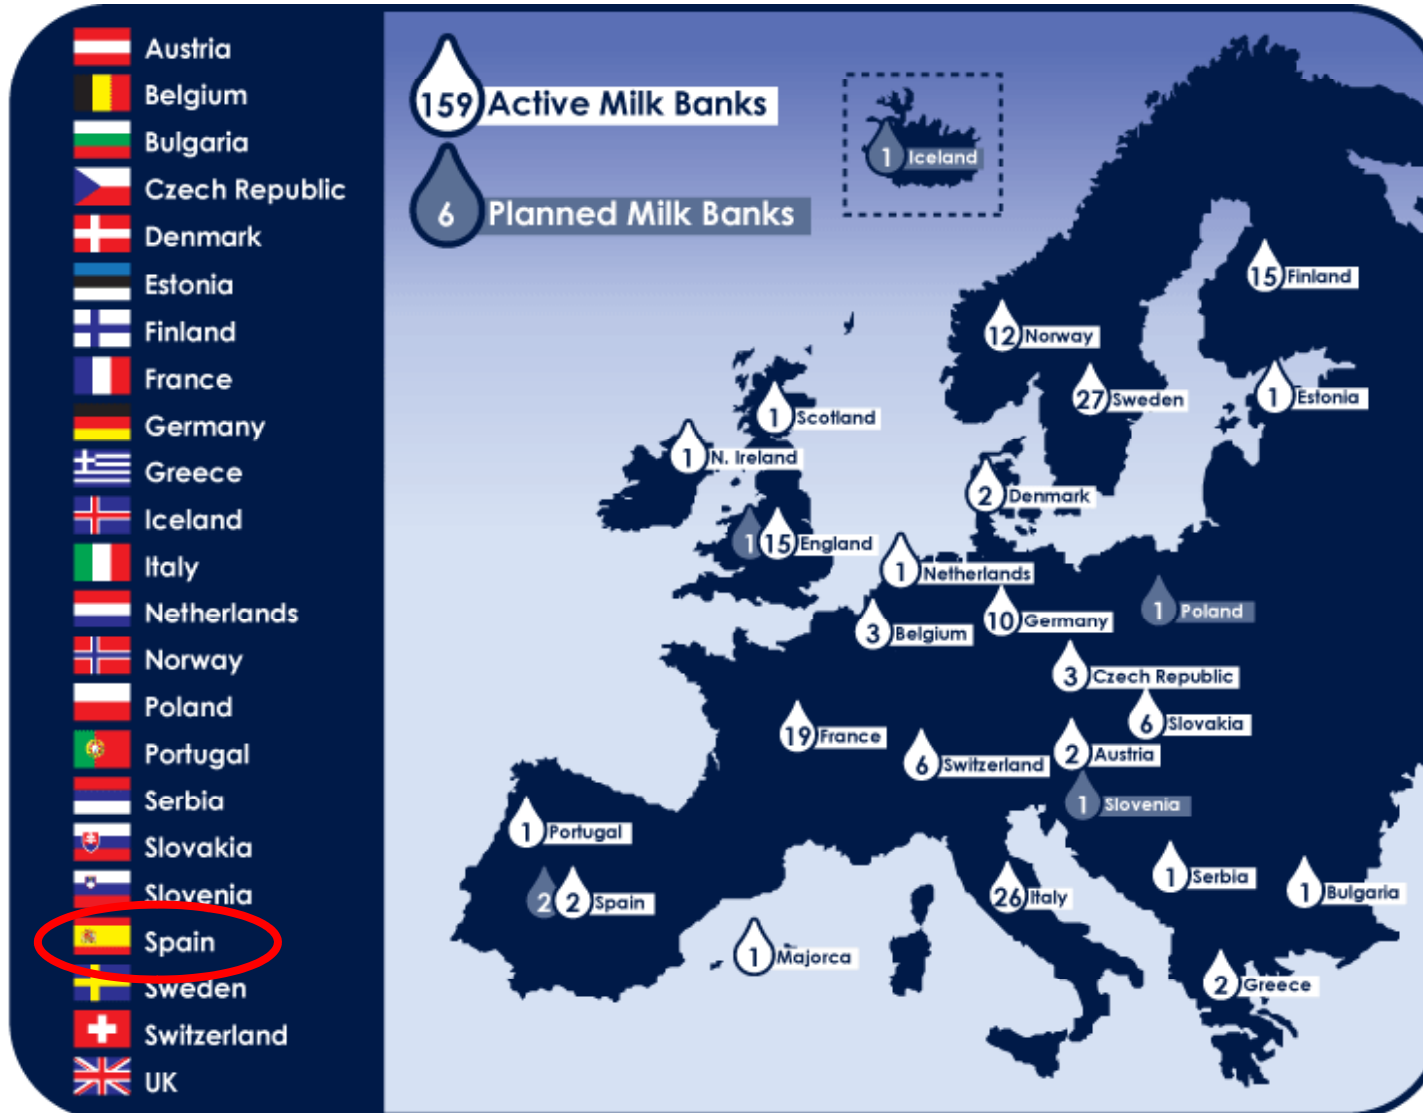 Austria
Belgium
Bulgaria
Czech Republic
Denmark
Estonia
Finland
France
Germany
Greece
Iceland
Italy
Netherlands
Norway
Poland
Portugal
Serbia
Slovakia
Slovenia
Spain
Sweden
Switzerland
UK
159 Active Milk Banks
6 Planned Milk Banks
1 Iceland
15 Finland
12 Norway
27 Sweden
1 Estonia
1 Scotland
1 N. Ireland
2 Denmark
1 15 England
1 Netherlands
3 Belgium
10 Germany
1 Poland
3 Czech Republic
6 Slovakia
19 France
6 Switzerland
2 Austria
1 Slovenia
1 Portugal
2 2 Spain
26 Italy
1 Serbia
1 Bulgaria
1 Majorca
2 Greece